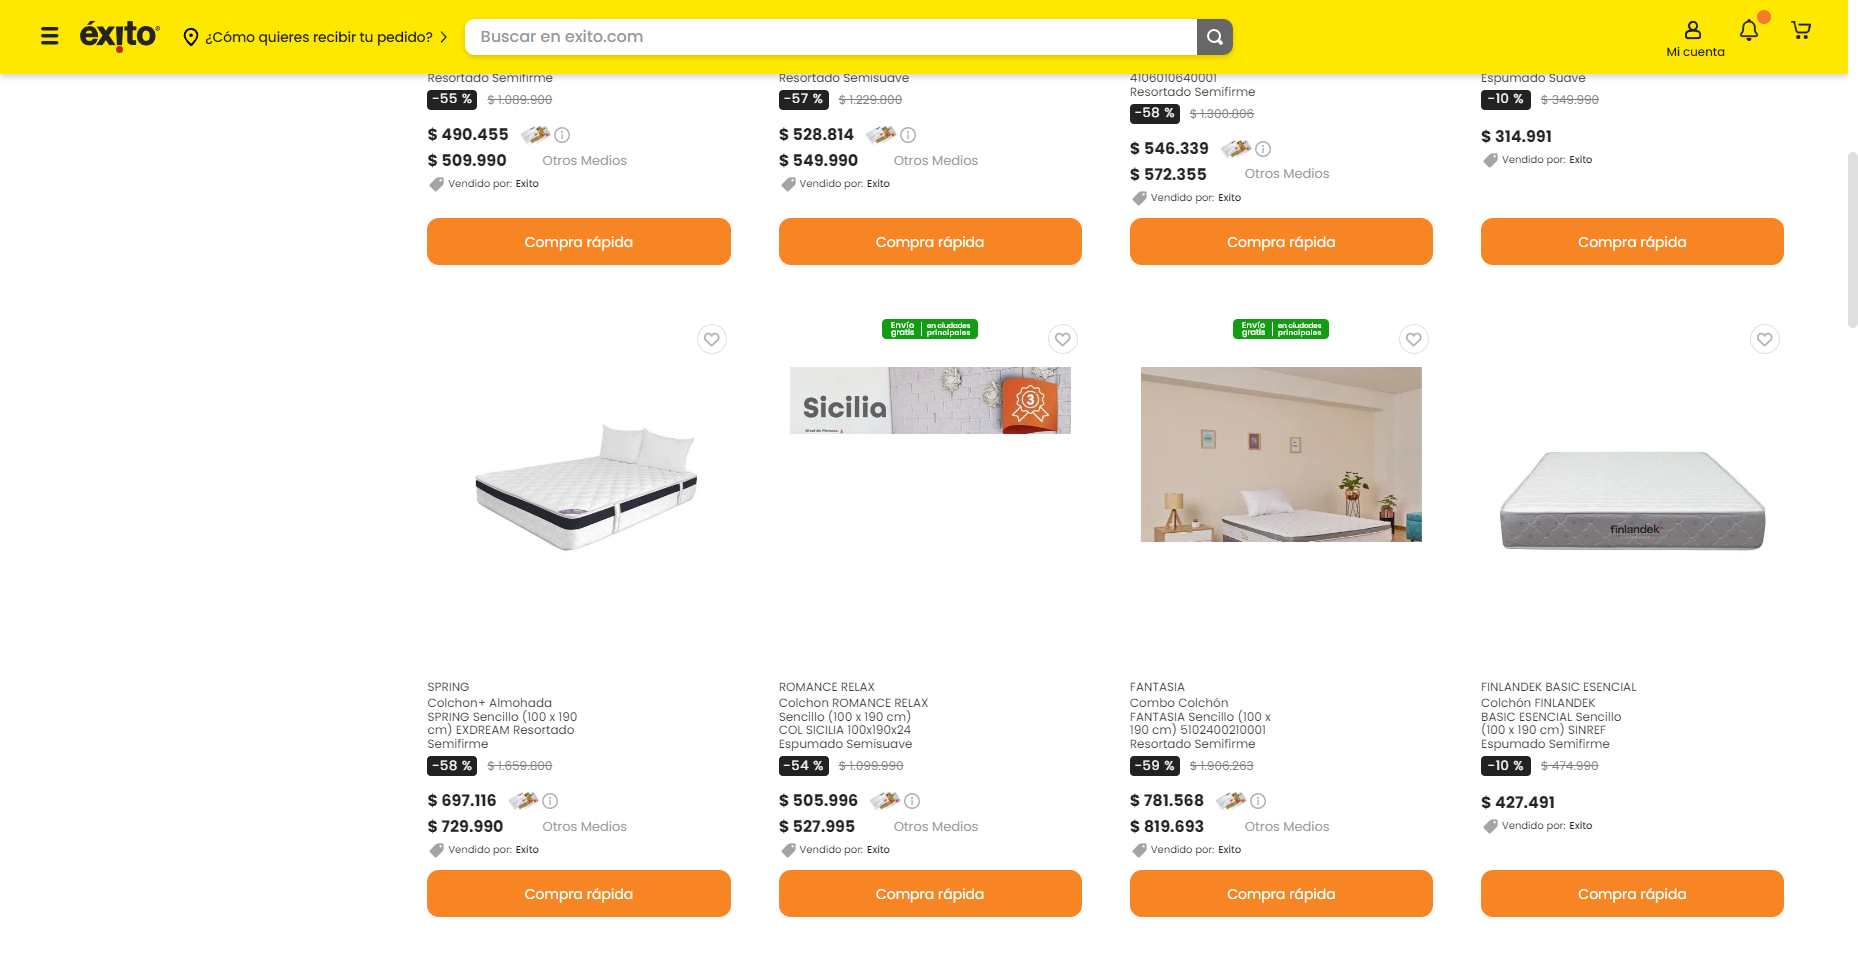 éxito
¿Cómo quieres recibir tu pedido?
Buscar en exito.com
Mi cuenta
Resortado Semifirme
-55 % $ 1.089.900
$ 490.455
$ 509.990 Otros Medios
Vendido por: Exito
Compra rápida
Resortado Semisuave
-57 % $ 1.229.800
$ 528.814
$ 549.990 Otros Medios
Vendido por: Exito
Compra rápida
4106010640001
Resortado Semifirme
-58 % $ 1.300.806
$ 546.339
$ 572.355 Otros Medios
Vendido por: Exito
Compra rápida
Espumado Suave
-10 % $ 349.990
$ 314.991
Vendido por: Exito
Compra rápida
SPRING
Colchon+ Almohada
SPRING Sencillo (100 x 190
cm) EXDREAM Resortado
Semifirme
-58 % $ 1.659.800
$ 697.116
$ 729.990 Otros Medios
Vendido por: Exito
Compra rápida
Envío gratis en ciudades principales
Sicilia
3
Nivel de Firmeza
ROMANCE RELAX
Colchon ROMANCE RELAX
Sencillo (100 x 190 cm)
COL SICILIA 100x190x24
Espumado Semisuave
-54 % $ 1.099.990
$ 505.996
$ 527.995 Otros Medios
Vendido por: Exito
Compra rápida
Envío gratis en ciudades principales
FANTASIA
Combo Colchón
FANTASIA Sencillo (100 x
190 cm) 5102400210001
Resortado Semifirme
-59 % $ 1.906.263
$ 781.568
$ 819.693 Otros Medios
Vendido por: Exito
Compra rápida
finlandek
FINLANDEK BASIC ESENCIAL
Colchón FINLANDEK
BASIC ESENCIAL Sencillo
(100 x 190 cm) SINREF
Espumado Semifirme
-10 % $ 474.990
$ 427.491
Vendido por: Exito
Compra rápida